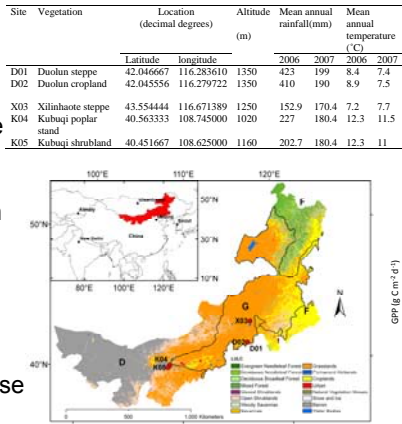 Site Vegetation Location (decimal degrees) Altitude (m) Mean annual rainfall(mm) Mean annual temperature (˚C)
Latitude longitude 2006 2007 2006 2007
D01 Duolun steppe 42.046667 116.283610 1350 423 199 8.4 7.4
D02 Duolun cropland 42.045556 116.279722 1350 410 190 8.9 7.5
X03 Xilinhaote steppe 43.554444 116.671389 1250 152.9 170.4 7.2 7.7
K04 Kubuqi poplar stand 40.563333 108.745000 1020 227 180.4 12.3 11.5
K05 Kubuqi shrubland 40.451667 108.625000 1160 202.7 180.4 12.3 11
100°E 120°E
50°N
40°N
50°N
30°N
10°N
80°E 100°E 120°E
China
N
F
G
F
D
X03
D02
D01
K04
K05
Evergreen Needleleaf Forest
Deciduous Needleleaf Forest
Deciduous Broadleaf Forest
Mixed Forest
Open Shrublands
Woody Savannas
Grasslands
Croplands
Urban
Snow and Ice
Barren
0 500 1,000 Kilometers
GPP (g C m⁻² d⁻¹)
se